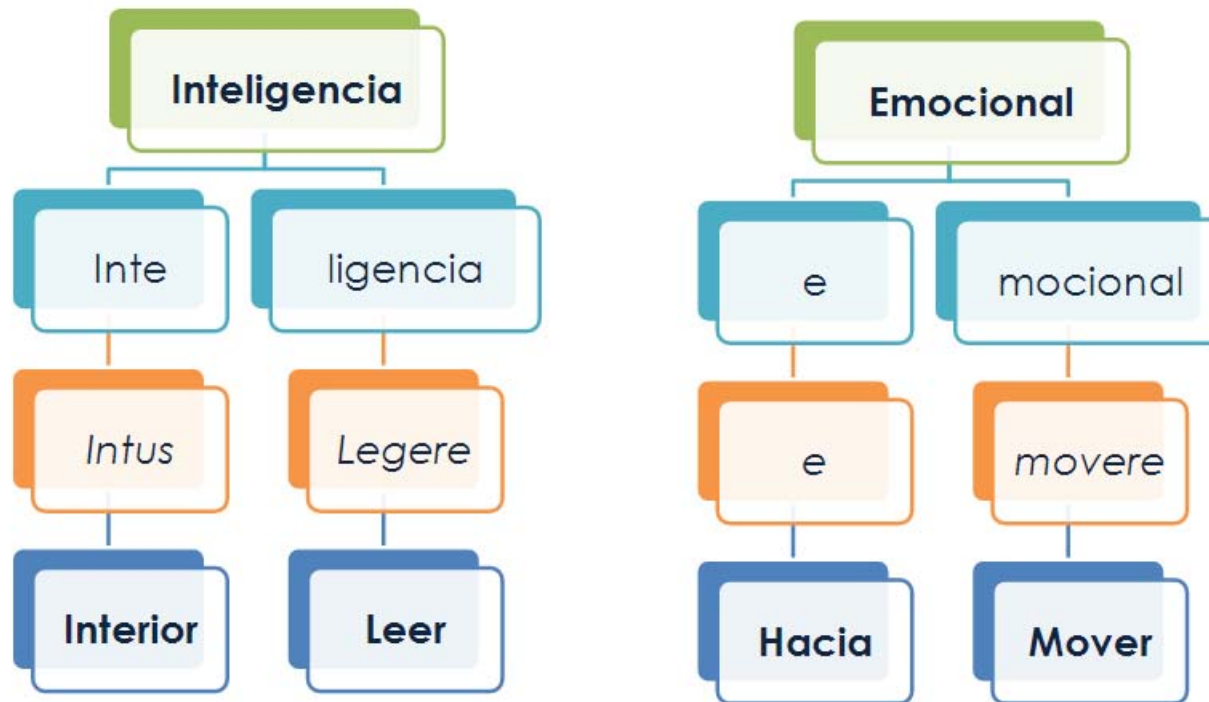 Inteligencia
Inte
ligencia
Intus
Legere
Interior
Leer
Emocional
e
mocional
e
movere
Hacia
Mover